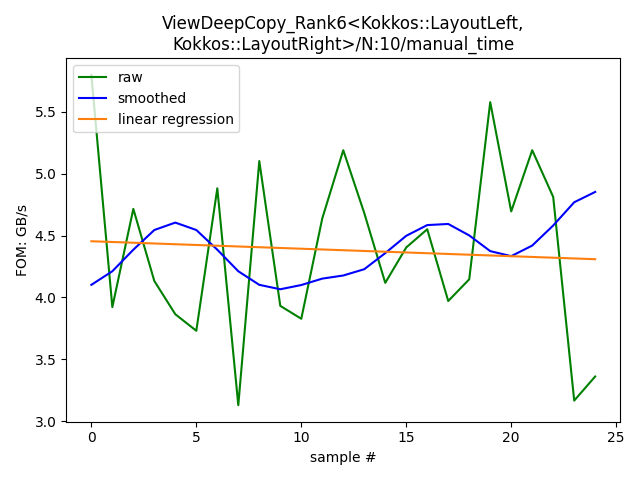 ViewDeepCopy_Rank6<Kokkos::LayoutLeft,
Kokkos::LayoutRight>/N:10/manual_time
raw
smoothed
linear regression
FOM: GB/s
5.5
5.0
4.5
4.0
3.5
3.0
0 5 10 15 20 25
sample #